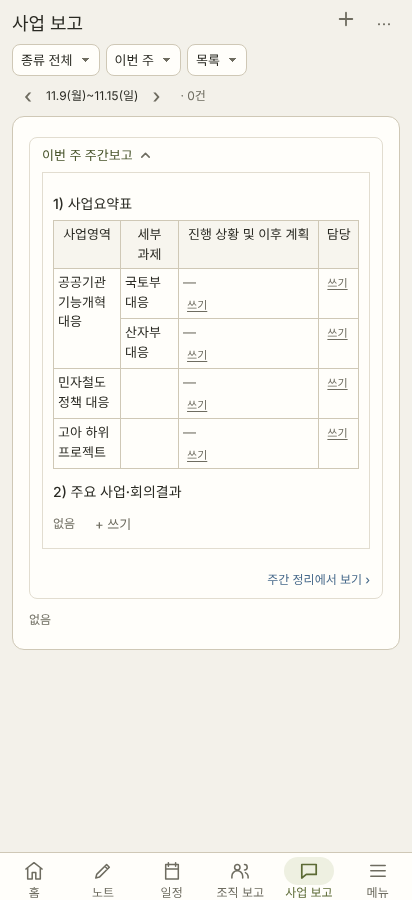 사업 보고
종류 전체 이번 주 목록
11.9(월)~11.15(일) · 0건
이번 주 주간보고
1) 사업요약표
사업영역 세부 과제 진행 상황 및 이후 계획 담당
공공기관 기능개혁 대응 국토부 대응 — 쓰기 쓰기
산자부 대응 — 쓰기 쓰기
민자철도 정책 대응 — 쓰기 쓰기
고아 하위 프로젝트 — 쓰기 쓰기
2) 주요 사업·회의결과
없음 + 쓰기
주간 정리에서 보기 ›
없음
홈 노트 일정 조직 보고 사업 보고 메뉴